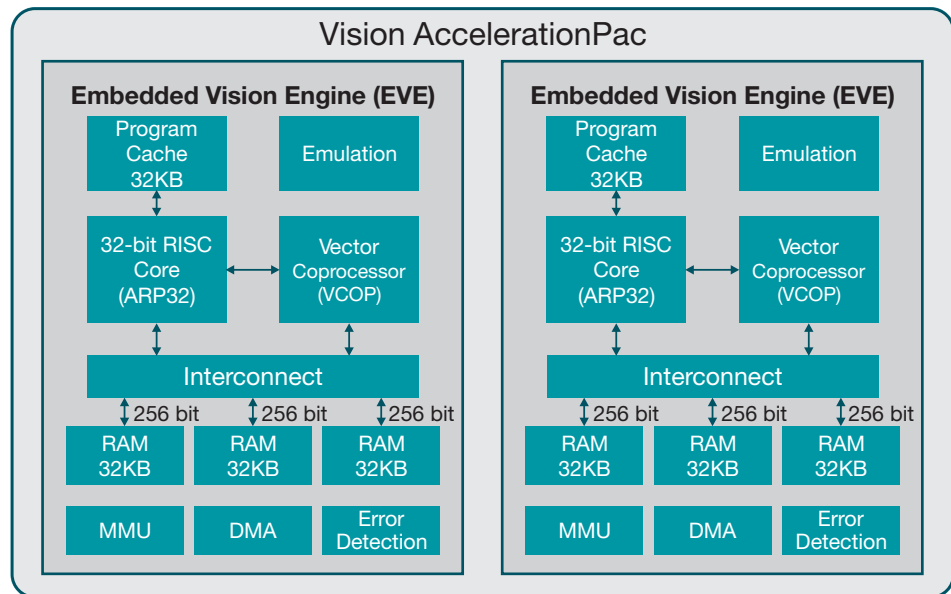 Vision AccelerationPac
Embedded Vision Engine (EVE)
Program
Cache
32KB
Emulation
32-bit RISC
Core
(ARP32)
Vector
Coprocessor
(VCOP)
Interconnect
256 bit
256 bit
256 bit
RAM
32KB
RAM
32KB
RAM
32KB
MMU
DMA
Error
Detection
Embedded Vision Engine (EVE)
Program
Cache
32KB
Emulation
32-bit RISC
Core
(ARP32)
Vector
Coprocessor
(VCOP)
Interconnect
256 bit
256 bit
256 bit
RAM
32KB
RAM
32KB
RAM
32KB
MMU
DMA
Error
Detection